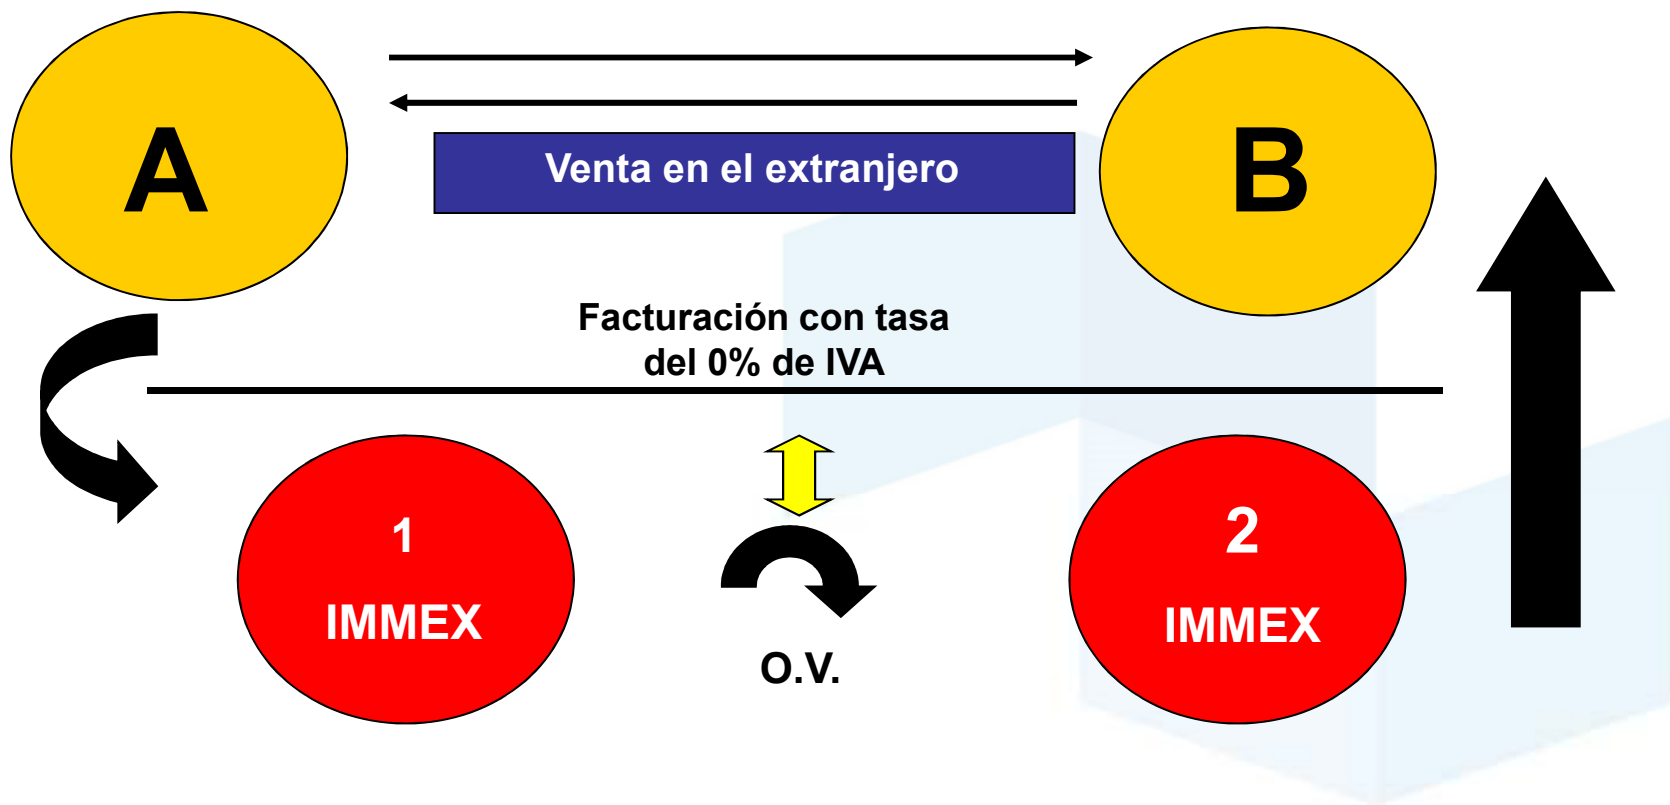 A
B
Venta en el extranjero
Facturación con tasa
del 0% de IVA
1
IMMEX
O.V.
2
IMMEX